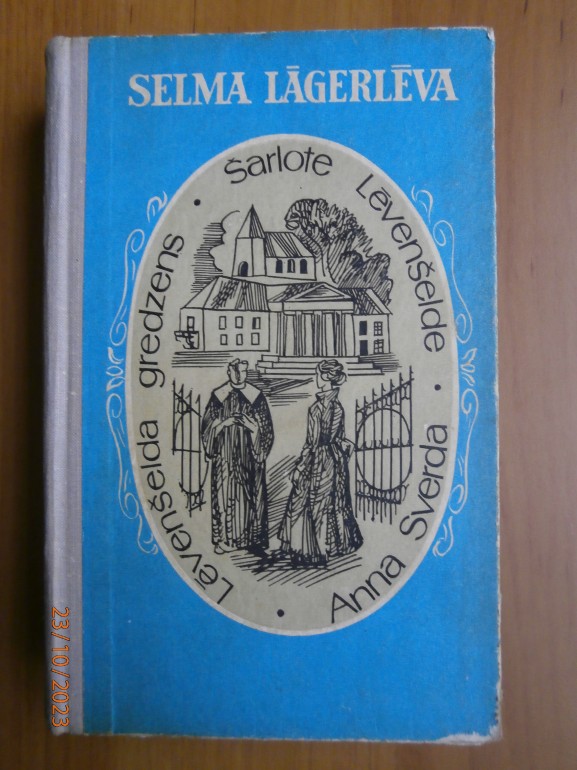 SELMA LĀGERLĒVA
Lēvenšelda gredzens •
Šarlote Lēvenšelde •
Anna Sverda •
23/10/2023